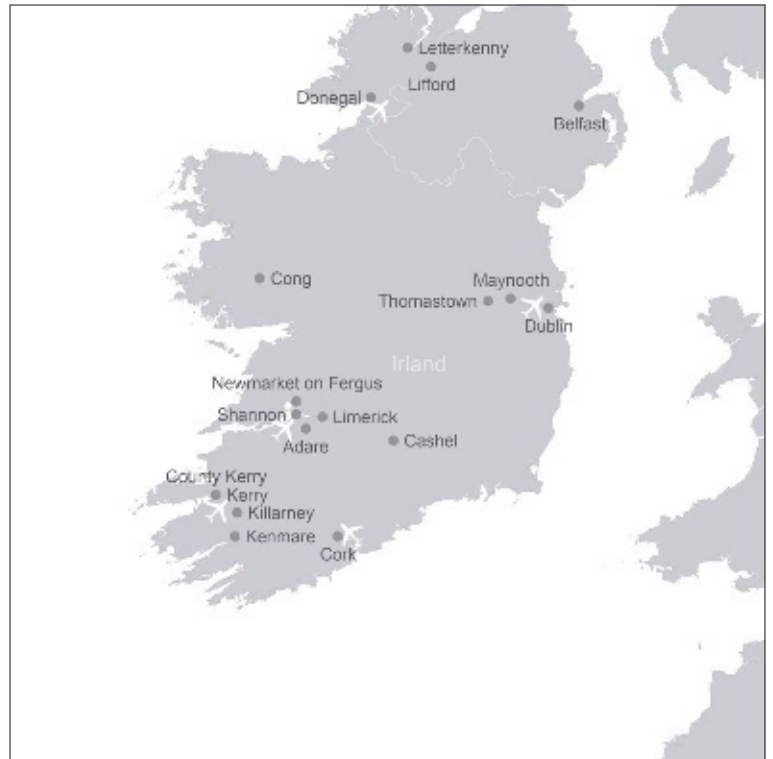 Letterkenny
Lifford
Donegal
Belfast
Cong
Maynooth
Thomastown
Dublin
Irland
Newmarket on Fergus
Shannon
Limerick
Adare
Cashel
County Kerry
Kerry
Killarney
Kenmare
Cork